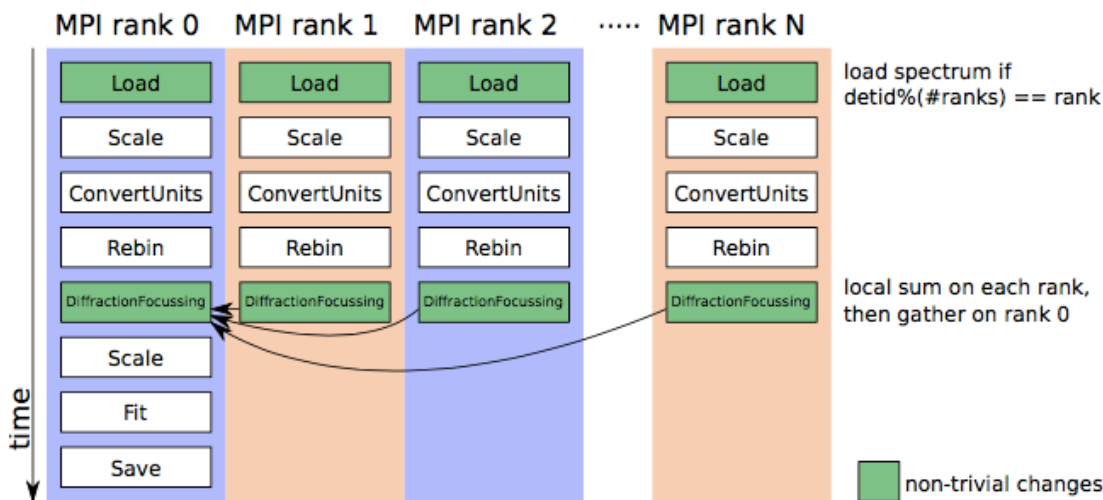 MPI rank 0 MPI rank 1 MPI rank 2 ····· MPI rank N
Load Load Load Load
load spectrum if
detid%(#ranks) == rank
Scale Scale Scale Scale
ConvertUnits ConvertUnits ConvertUnits ConvertUnits
Rebin Rebin Rebin Rebin
DiffractionFocussing DiffractionFocussing DiffractionFocussing DiffractionFocussing
local sum on each rank,
then gather on rank 0
Scale
Fit
Save
time
non-trivial changes